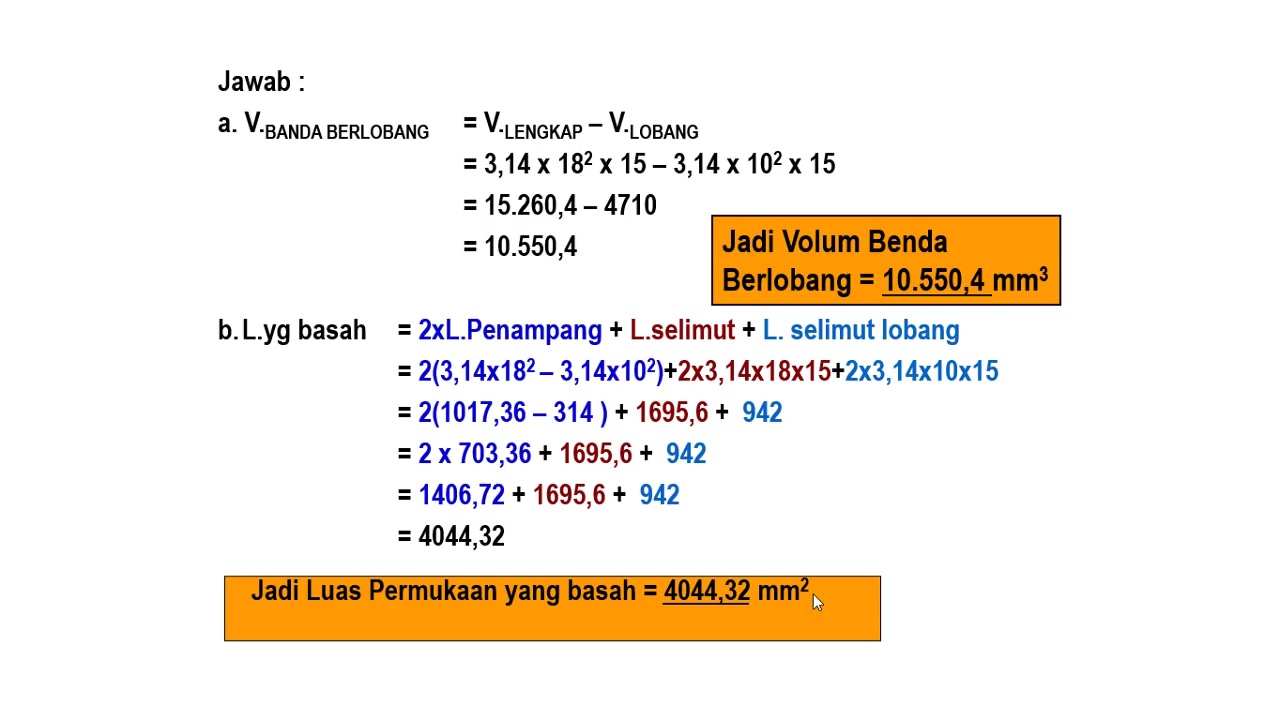 Jawab :
a. V.BANDA BERLOBANG = V.LENGKAP – V.LOBANG
= 3,14 x 18² x 15 – 3,14 x 10² x 15
= 15.260,4 – 4710
= 10.550,4
Jadi Volum Benda
Berlobang = 10.550,4 mm³
b. L.yg basah = 2xL.Penampang + L.selimut + L. selimut lobang
= 2(3,14x18² – 3,14x10²)+2x3,14x18x15+2x3,14x10x15
= 2(1017,36 – 314 ) + 1695,6 + 942
= 2 x 703,36 + 1695,6 + 942
= 1406,72 + 1695,6 + 942
= 4044,32
Jadi Luas Permukaan yang basah = 4044,32 mm²